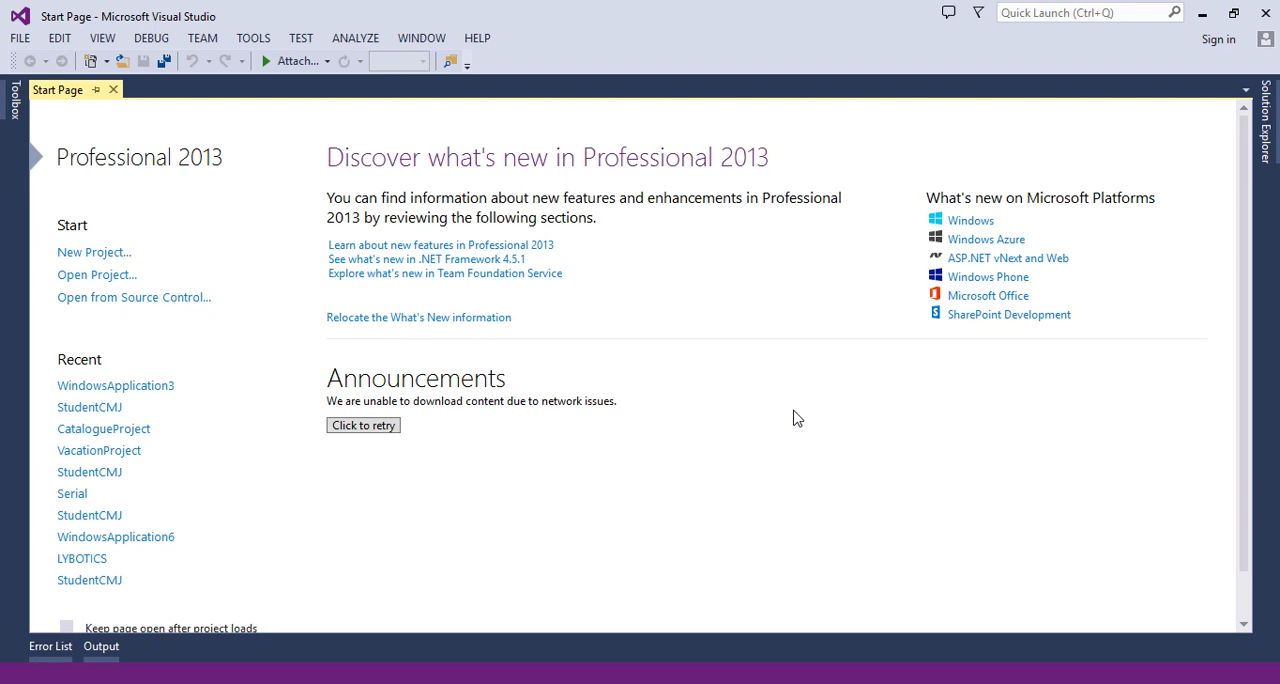 Start Page - Microsoft Visual Studio
Quick Launch (Ctrl+Q)
FILE EDIT VIEW DEBUG TEAM TOOLS TEST ANALYZE WINDOW HELP
Sign in
Attach...
Toolbox
Start Page
Solution Explorer
Professional 2013
Start
New Project...
Open Project...
Open from Source Control...
Recent
WindowsApplication3
StudentCMJ
CatalogueProject
VacationProject
StudentCMJ
Serial
StudentCMJ
WindowsApplication6
LYBOTICS
StudentCMJ
Keep page open after project loads
Discover what's new in Professional 2013
You can find information about new features and enhancements in Professional
2013 by reviewing the following sections.
Learn about new features in Professional 2013
See what's new in .NET Framework 4.5.1
Explore what's new in Team Foundation Service
Relocate the What's New information
What's new on Microsoft Platforms
Windows
Windows Azure
ASP.NET vNext and Web
Windows Phone
Microsoft Office
SharePoint Development
Announcements
We are unable to download content due to network issues.
Click to retry
Error List Output